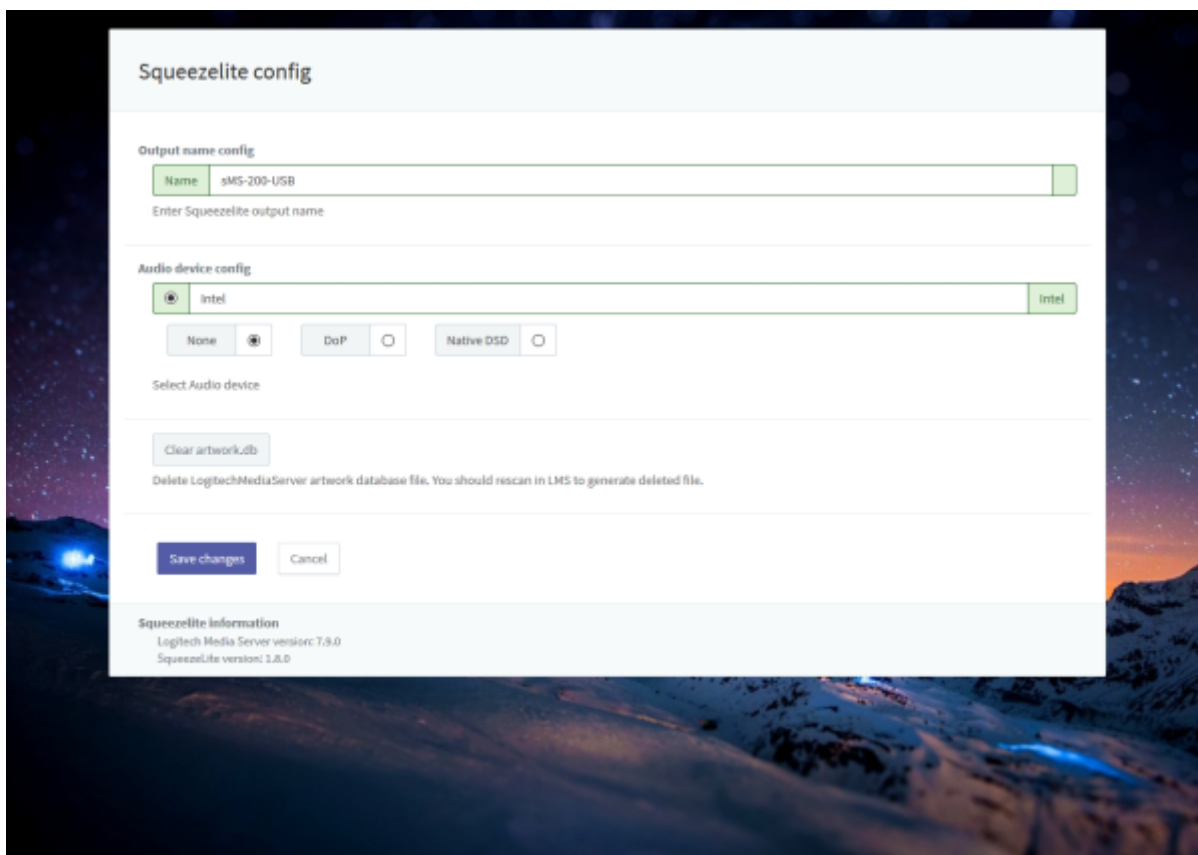 Squeezelite config
Output name config
Name sMS-200-USB
Enter Squeezelite output name
Audio device config
Intel Intel
None DoP Native DSD
Select Audio device
Clear artwork.db
Delete LogitechMediaServer artwork database file. You should rescan in LMS to generate deleted file.
Save changes Cancel
Squeezelite information
Logitech Media Server version: 7.9.0
SqueezeLite version: 1.8.0